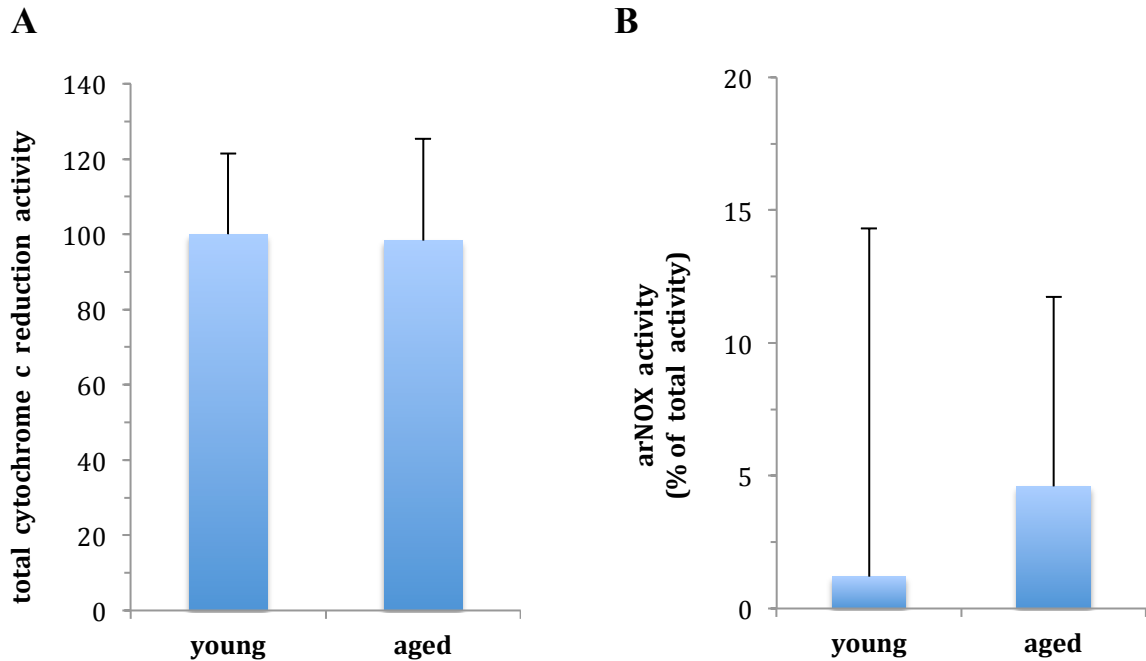 A
total cytochrome c reduction activity
140
120
100
80
60
40
20
0
young aged
B
arNOX activity
(% of total activity)
20
15
10
5
0
young aged